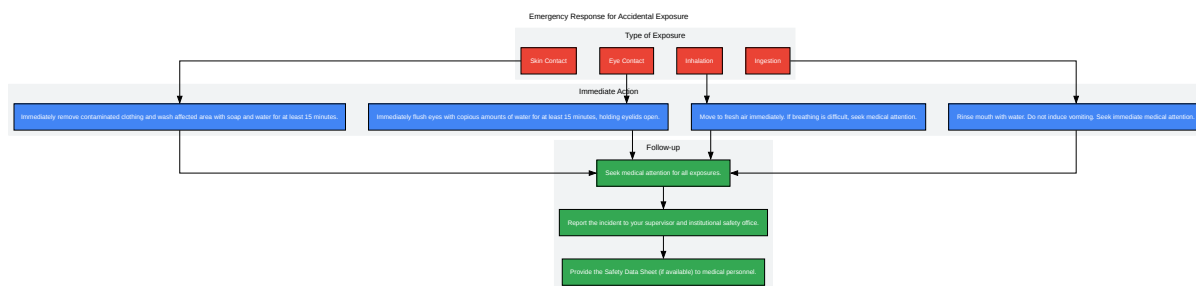 Emergency Response for Accidental Exposure
Type of Exposure
Skin Contact
Eye Contact
Inhalation
Ingestion
Immediate Action
Immediately remove contaminated clothing and wash affected area with soap and water for at least 15 minutes.
Immediately flush eyes with copious amounts of water for at least 15 minutes, holding eyelids open.
Move to fresh air immediately. If breathing is difficult, seek medical attention.
Rinse mouth with water. Do not induce vomiting. Seek immediate medical attention.
Follow-up
Seek medical attention for all exposures.
Report the incident to your supervisor and institutional safety office.
Provide the Safety Data Sheet (if available) to medical personnel.